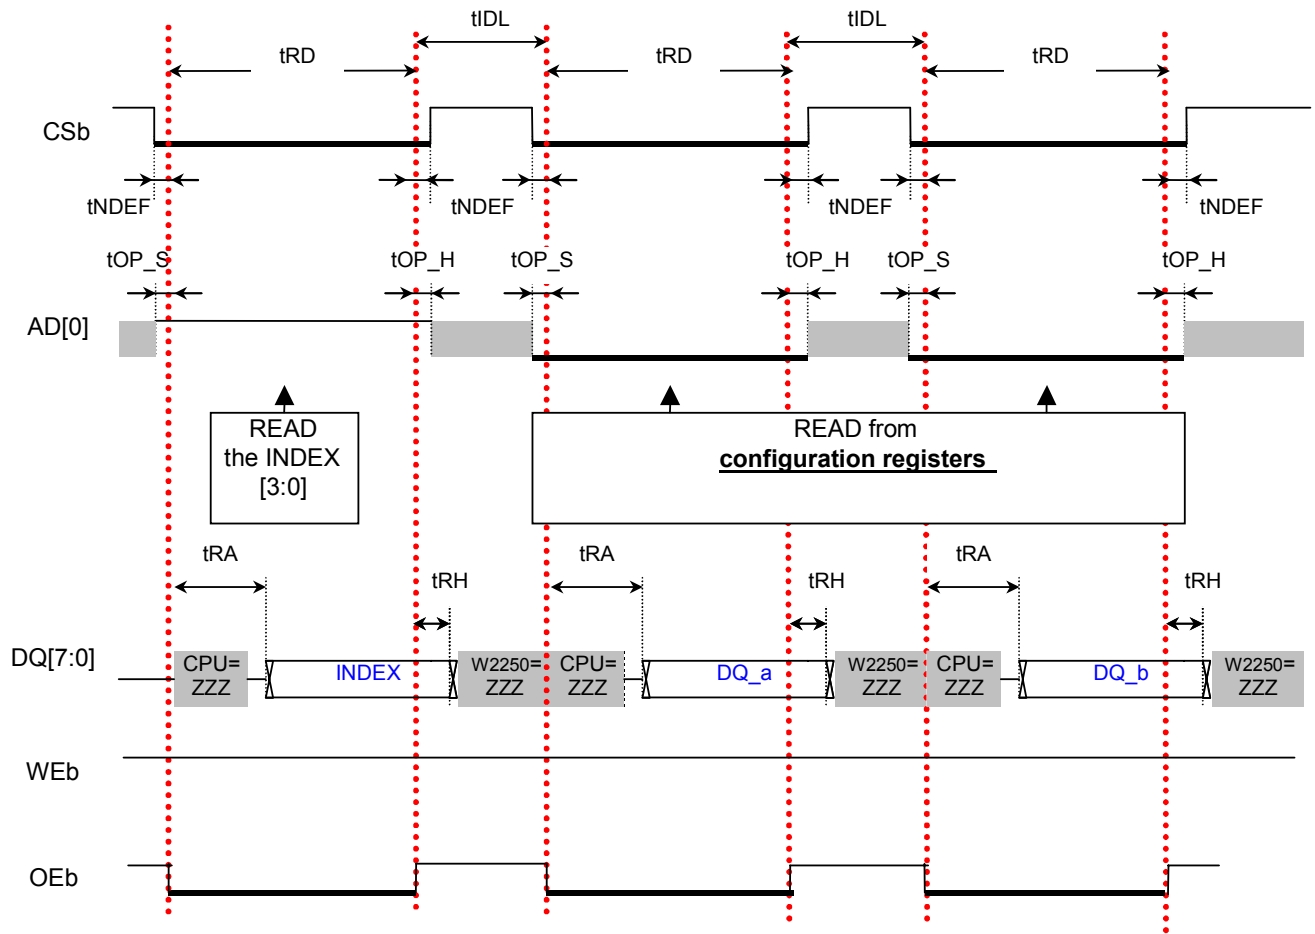 tIDL tIDL
tRD tRD tRD
CSb
tNDEF tNDEF tNDEF tNDEF
tOP_S tOP_H tOP_S tOP_H tOP_S tOP_H
AD[0]
READ
the INDEX
[3:0]
READ from
configuration registers
tRA tRA tRA
tRH tRH tRH
DQ[7:0]
CPU=
ZZZ
INDEX
W2250=
ZZZ
CPU=
ZZZ
DQ_a
W2250=
ZZZ
CPU=
ZZZ
DQ_b
W2250=
ZZZ
WEb
OEb